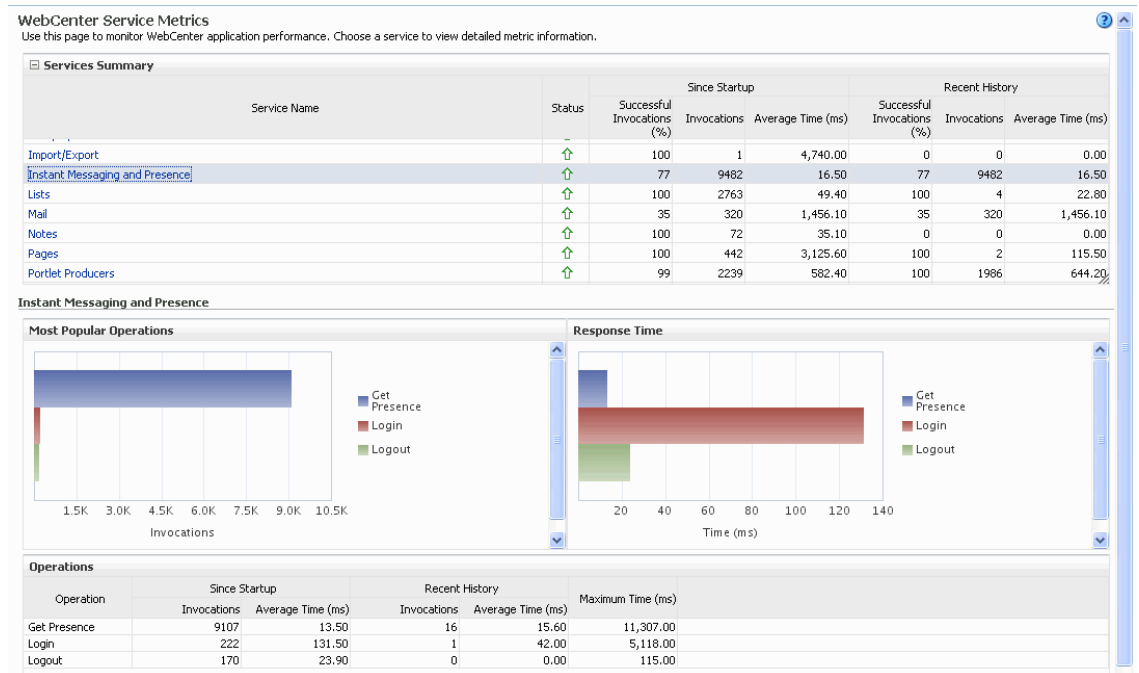 WebCenter Service Metrics
Use this page to monitor WebCenter application performance. Choose a service to view detailed metric information.
Services Summary
Service Name Status Since Startup Recent History
Successful Invocations (%) Invocations Average Time (ms) Successful Invocations (%) Invocations Average Time (ms)
Import/Export 100 1 4,740.00 0 0 0.00
Instant Messaging and Presence 77 9482 16.50 77 9482 16.50
Lists 100 2763 49.40 100 4 22.80
Mail 35 320 1,456.10 35 320 1,456.10
Notes 100 72 35.10 0 0 0.00
Pages 100 442 3,125.60 100 2 115.50
Portlet Producers 99 2239 582.40 100 1986 644.20
Instant Messaging and Presence
Most Popular Operations
Get
Presence
Login
Logout
1.5K 3.0K 4.5K 6.0K 7.5K 9.0K 10.5K
Invocations
Response Time
Get
Presence
Login
Logout
20 40 60 80 100 120 140
Time (ms)
Operations
Operation Since Startup Recent History Maximum Time (ms)
Invocations Average Time (ms) Invocations Average Time (ms)
Get Presence 9107 13.50 16 15.60 11,307.00
Login 222 131.50 1 42.00 5,118.00
Logout 170 23.90 0 0.00 115.00